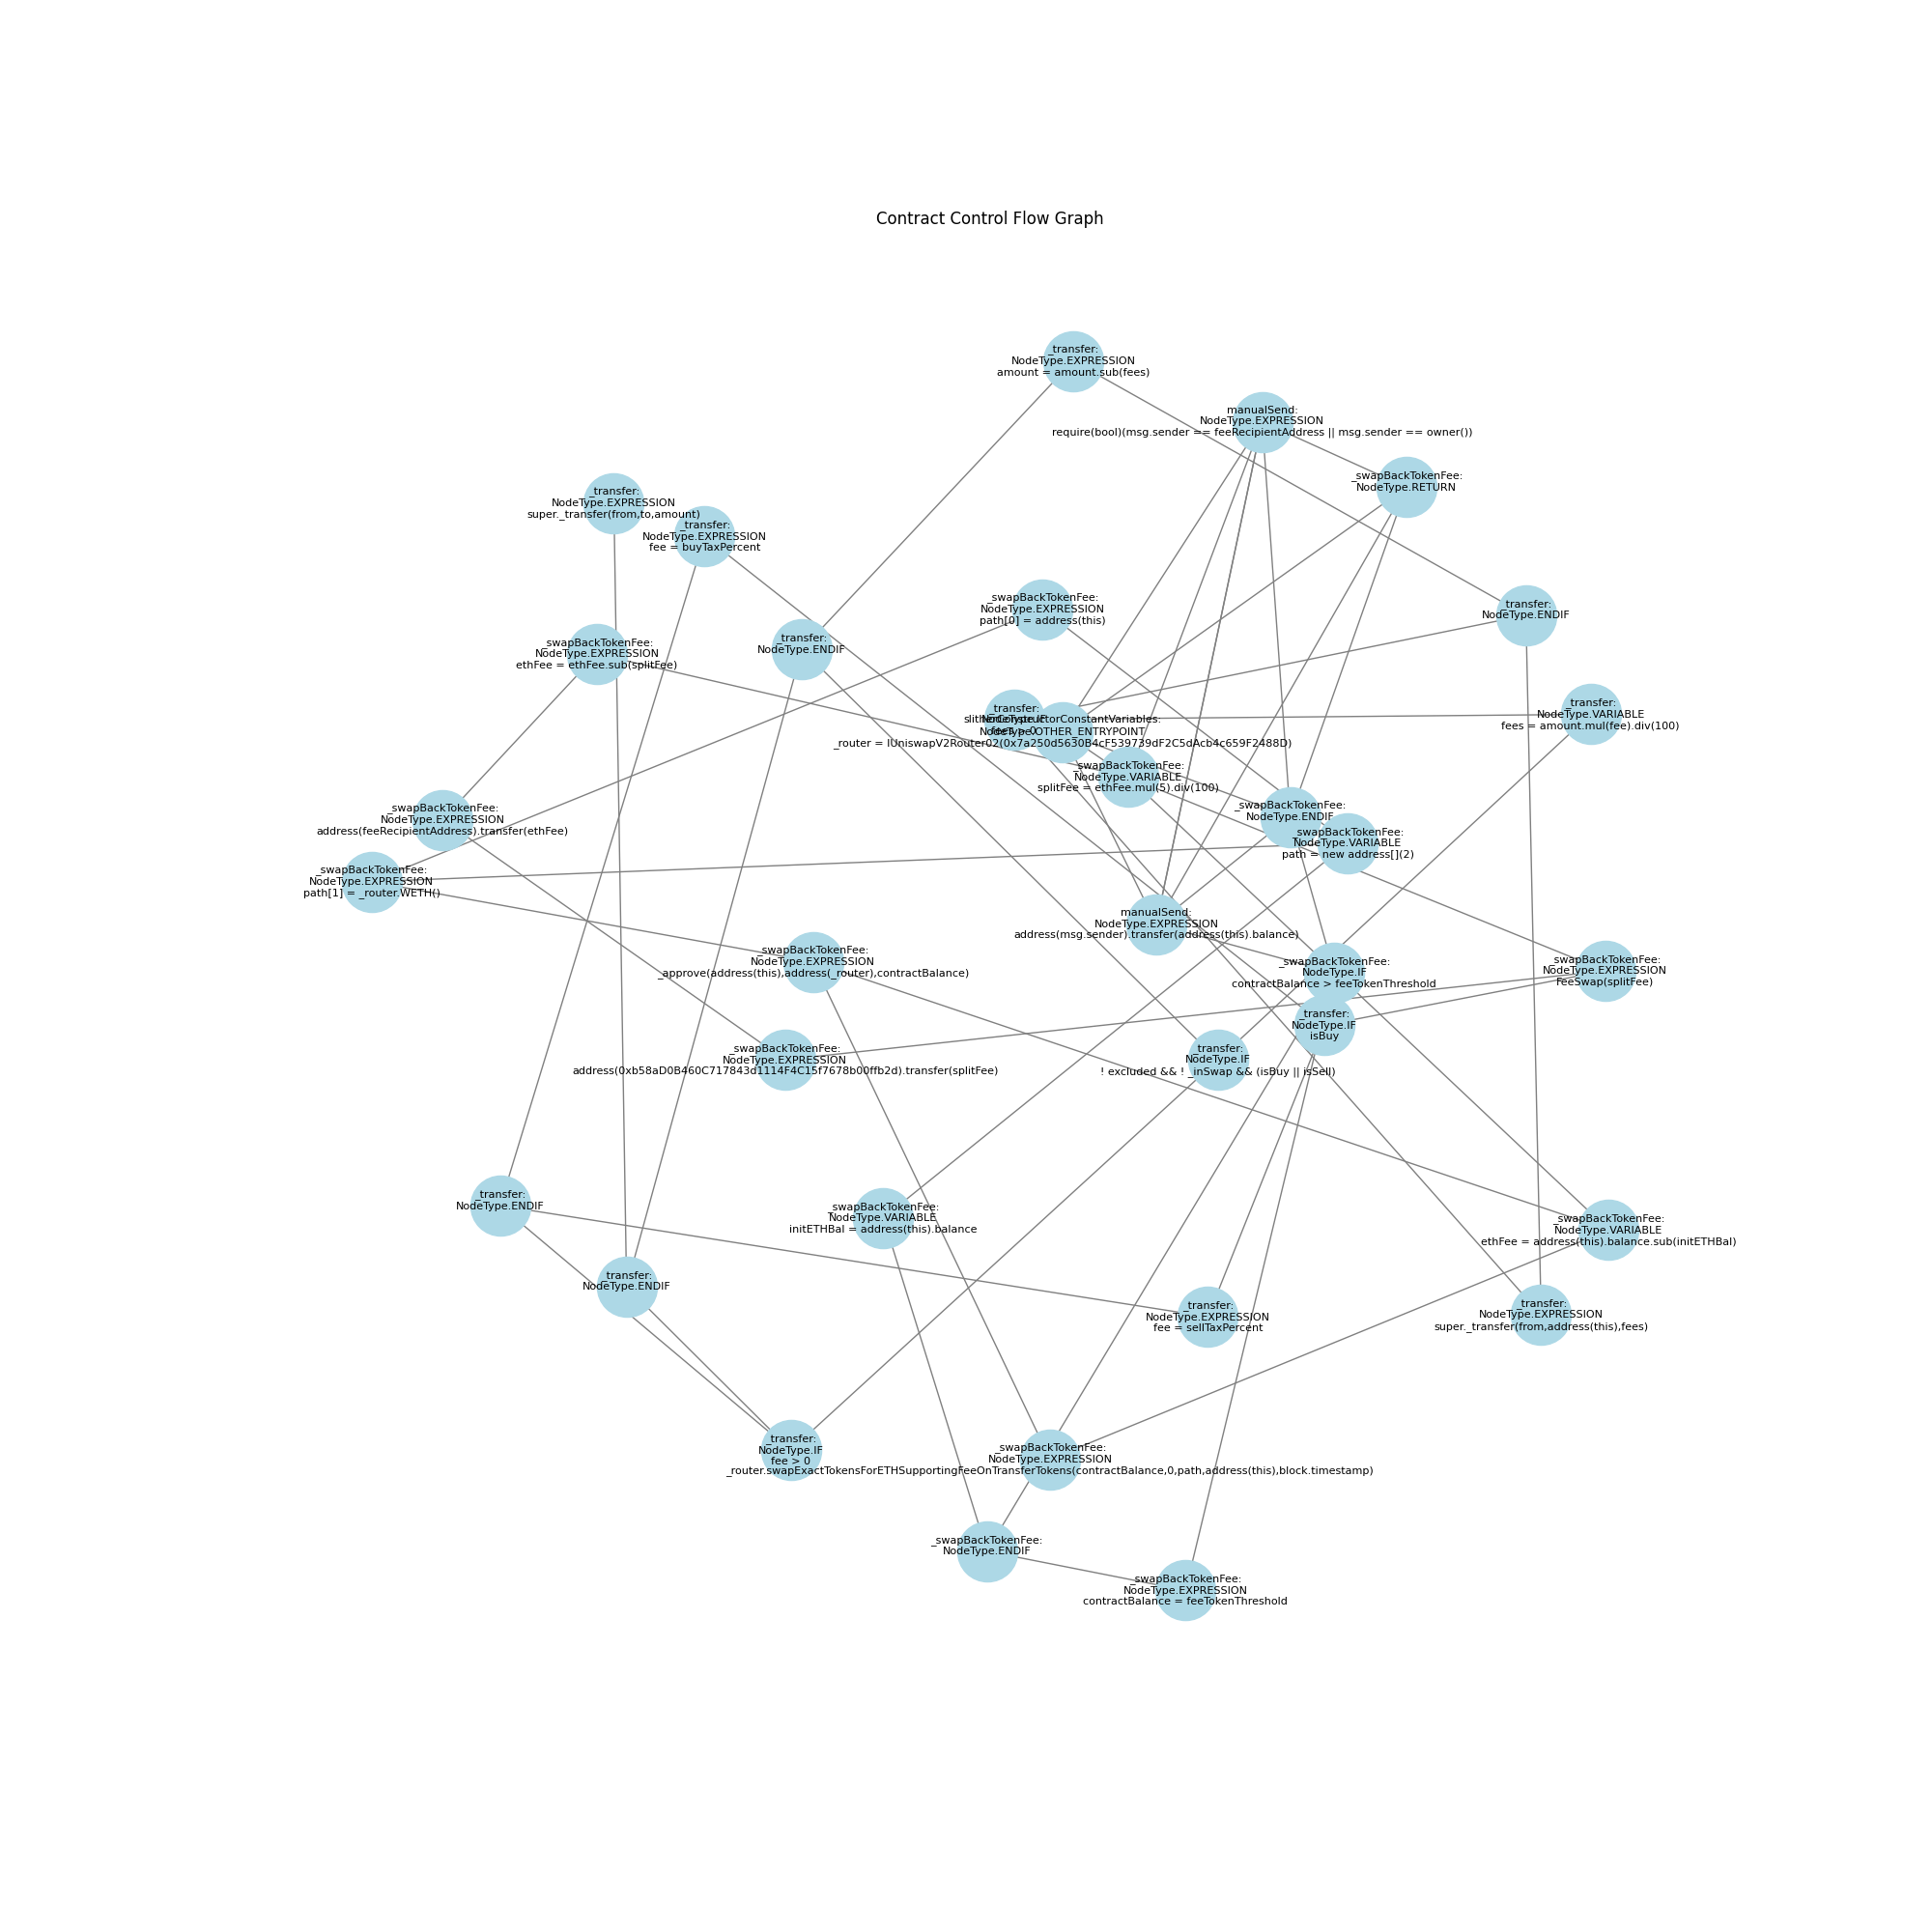 Contract Control Flow Graph
_transfer:
NodeType.EXPRESSION
amount = amount.sub(fees)
manualSend:
NodeType.EXPRESSION
require(bool)(msg.sender == feeRecipientAddress || msg.sender == owner())
_swapBackTokenFee:
NodeType.RETURN
_transfer:
NodeType.EXPRESSION
super._transfer(from,to,amount)
_transfer:
NodeType.EXPRESSION
fee = buyTaxPercent
_swapBackTokenFee:
NodeType.EXPRESSION
path[0] = address(this)
_transfer:
NodeType.ENDIF
_swapBackTokenFee:
NodeType.EXPRESSION
ethFee = ethFee.sub(splitFee)
_transfer:
NodeType.ENDIF
_transfer:
NodeType.IF
fees > 0
slitherConstructorConstantVariables:
NodeType.OTHER_ENTRYPOINT
_router = IUniswapV2Router02(0x7a250d5630B4cF539739dF2C5dAcb4c659F2488D)
_transfer:
NodeType.VARIABLE
fees = amount.mul(fee).div(100)
_swapBackTokenFee:
NodeType.VARIABLE
splitFee = ethFee.mul(5).div(100)
_swapBackTokenFee:
NodeType.ENDIF
_swapBackTokenFee:
NodeType.VARIABLE
path = new address[](2)
_swapBackTokenFee:
NodeType.EXPRESSION
address(feeRecipientAddress).transfer(ethFee)
_swapBackTokenFee:
NodeType.EXPRESSION
path[1] = _router.WETH()
manualSend:
NodeType.EXPRESSION
address(msg.sender).transfer(address(this).balance)
_swapBackTokenFee:
NodeType.EXPRESSION
_approve(address(this),address(_router),contractBalance)
_swapBackTokenFee:
NodeType.IF
contractBalance > feeTokenThreshold
_swapBackTokenFee:
NodeType.EXPRESSION
FeeSwap(splitFee)
_transfer:
NodeType.IF
isBuy
_swapBackTokenFee:
NodeType.EXPRESSION
address(0xb58aD0B460C717843d1114F4C15f7678b00ffb2d).transfer(splitFee)
_transfer:
NodeType.IF
! excluded && ! _inSwap && (isBuy || isSell)
_transfer:
NodeType.ENDIF
_swapBackTokenFee:
NodeType.VARIABLE
initETHBal = address(this).balance
_swapBackTokenFee:
NodeType.VARIABLE
ethFee = address(this).balance.sub(initETHBal)
_transfer:
NodeType.ENDIF
_transfer:
NodeType.EXPRESSION
fee = sellTaxPercent
_transfer:
NodeType.EXPRESSION
super._transfer(from,address(this),fees)
_transfer:
NodeType.IF
fee > 0
_swapBackTokenFee:
NodeType.EXPRESSION
_router.swapExactTokensForETHSupportingFeeOnTransferTokens(contractBalance,0,path,address(this),block.timestamp)
_swapBackTokenFee:
NodeType.ENDIF
_swapBackTokenFee:
NodeType.EXPRESSION
contractBalance = feeTokenThreshold